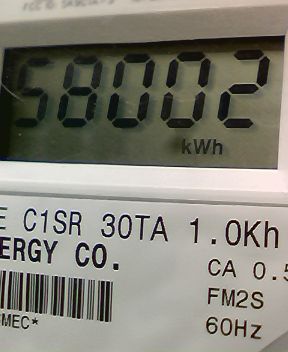 58002
kWh
E C1SR 30TA 1.0Kh
ERGY CO.
CA 0.5
FM2S
MEC*
60Hz